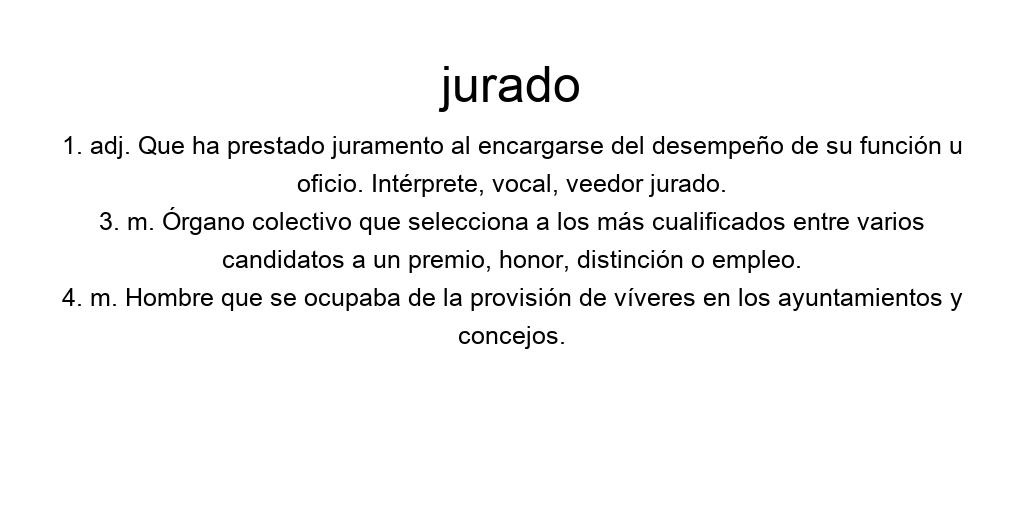 jurado
1. adj. Que ha prestado juramento al encargarse del desempeño de su función u
oficio. Intérprete, vocal, veedor jurado.
3. m. Órgano colectivo que selecciona a los más cualificados entre varios
candidatos a un premio, honor, distinción o empleo.
4. m. Hombre que se ocupaba de la provisión de víveres en los ayuntamientos y
concejos.